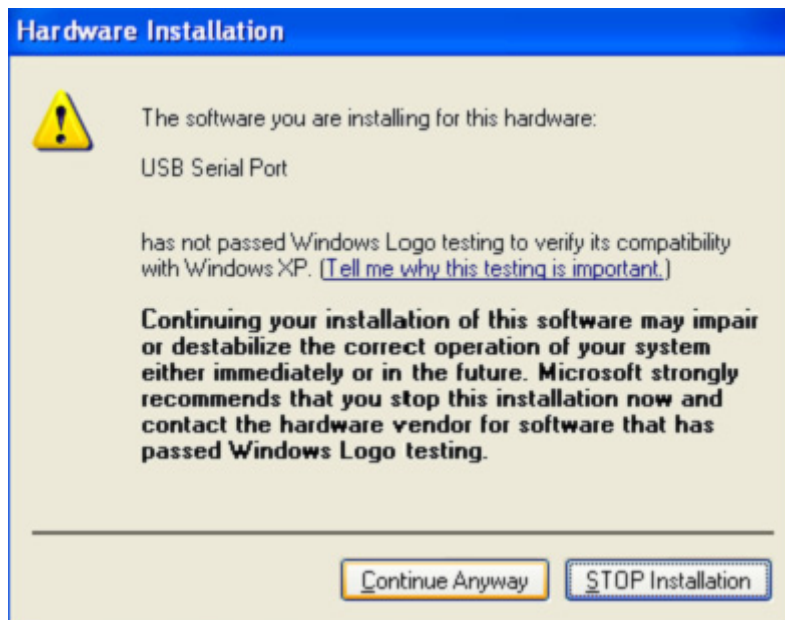 Hardware Installation
The software you are installing for this hardware:
USB Serial Port
has not passed Windows Logo testing to verify its compatibility
with Windows XP. (Tell me why this testing is important.)
Continuing your installation of this software may impair
or destabilize the correct operation of your system
either immediately or in the future. Microsoft strongly
recommends that you stop this installation now and
contact the hardware vendor for software that has
passed Windows Logo testing.
Continue Anyway
STOP Installation